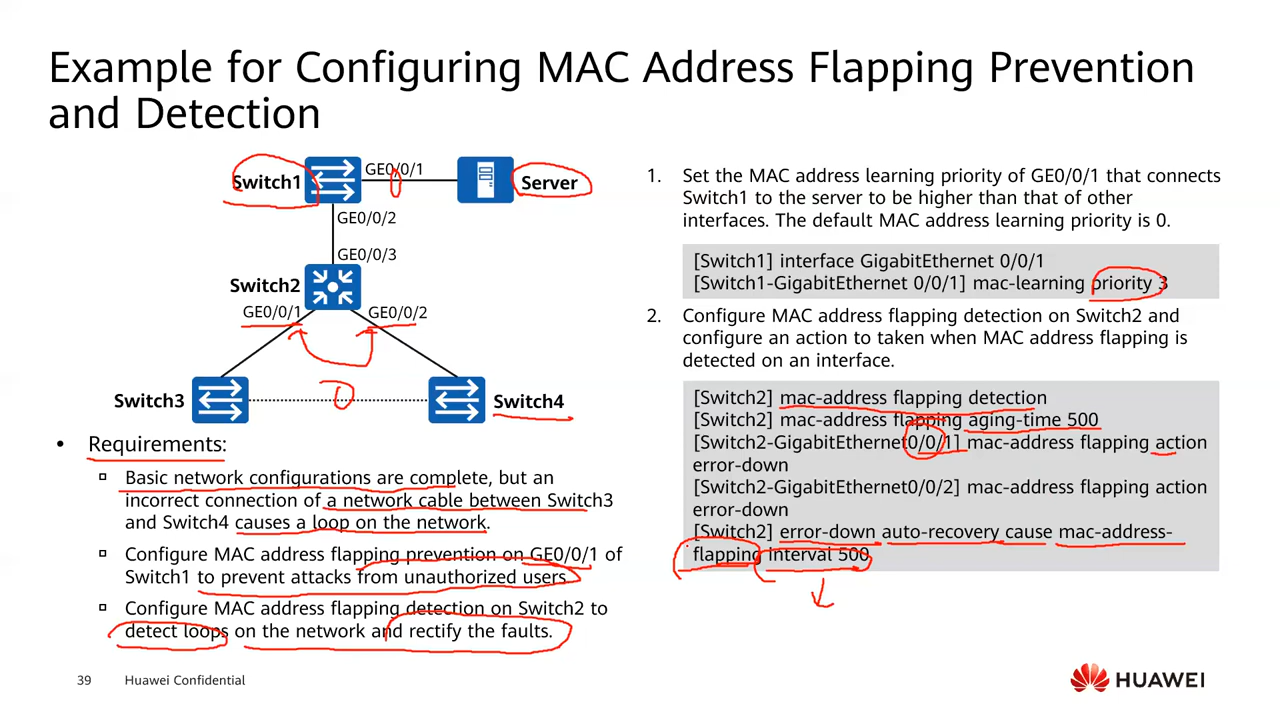 Example for Configuring MAC Address Flapping Prevention
and Detection
Switch1
GE0/0/1
Server
GE0/0/2
GE0/0/3
Switch2
GE0/0/1
GE0/0/2
Switch3
Switch4
• Requirements:
Basic network configurations are complete, but an
incorrect connection of a network cable between Switch3
and Switch4 causes a loop on the network.
Configure MAC address flapping prevention on GE0/0/1 of
Switch1 to prevent attacks from unauthorized users
Configure MAC address flapping detection on Switch2 to
detect loops on the network and rectify the faults.
1. Set the MAC address learning priority of GE0/0/1 that connects
Switch1 to the server to be higher than that of other
interfaces. The default MAC address learning priority is 0.
[Switch1] interface GigabitEthernet 0/0/1
[Switch1-GigabitEthernet 0/0/1] mac-learning priority 3
2. Configure MAC address flapping detection on Switch2 and
configure an action to taken when MAC address flapping is
detected on an interface.
[Switch2] mac-address flapping detection
[Switch2] mac-address flapping aging-time 500
[Switch2-GigabitEthernet0/0/1] mac-address flapping action
error-down
[Switch2-GigabitEthernet0/0/2] mac-address flapping action
error-down
[Switch2] error-down auto-recovery cause mac-address-
flapping interval 500
39 Huawei Confidential
HUAWEI